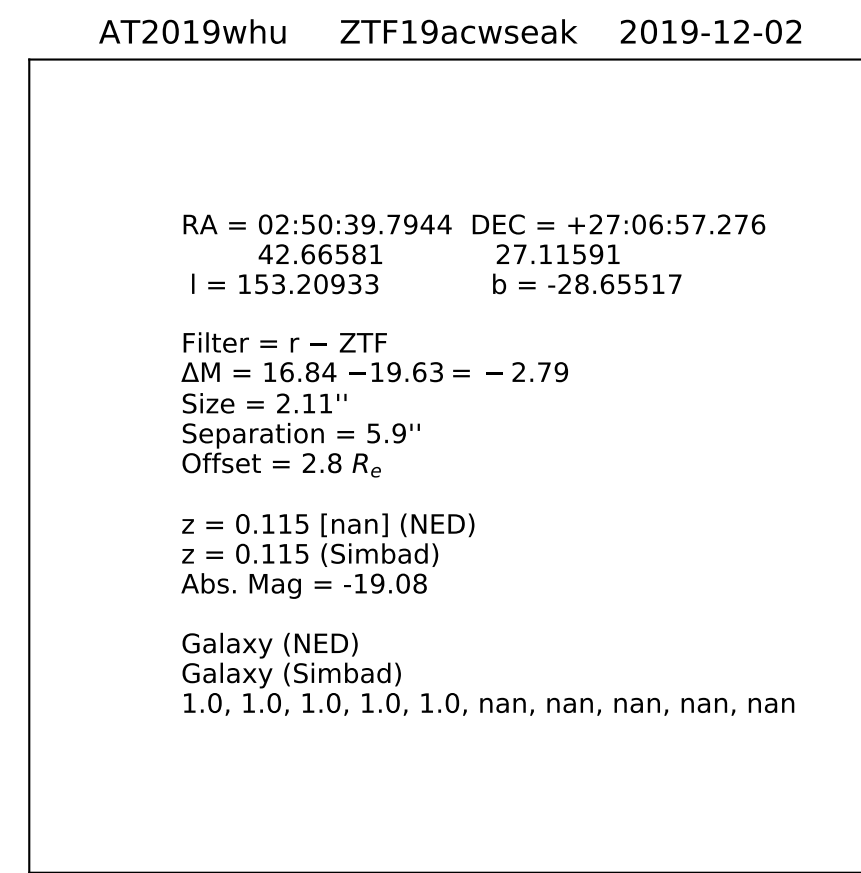 AT2019whu ZTF19acwseak 2019-12-02
RA = 02:50:39.7944 DEC = +27:06:57.276
42.66581 27.11591
l = 153.20933 b = -28.65517
Filter = r − ZTF
ΔM = 16.84 −19.63 = − 2.79
Size = 2.11''
Separation = 5.9''
Offset = 2.8 Rₑ
z = 0.115 [nan] (NED)
z = 0.115 (Simbad)
Abs. Mag = -19.08
Galaxy (NED)
Galaxy (Simbad)
1.0, 1.0, 1.0, 1.0, 1.0, nan, nan, nan, nan, nan